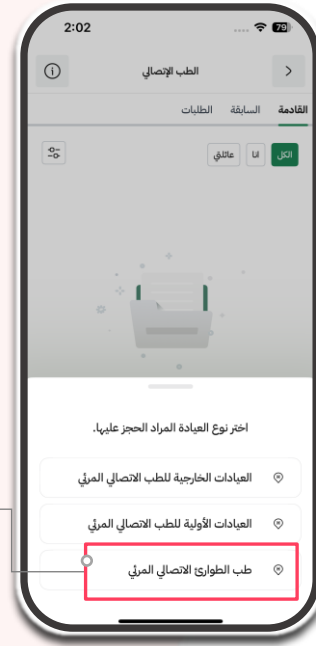 2:02
79
الطب الإتصالي
القادمة السابقة الطلبات
الكل انا عائلتي
اختر نوع العيادة المراد الحجز عليها.
العيادات الخارجية للطب الاتصالي المرئي
العيادات الأولية للطب الاتصالي المرئي
طب الطوارئ الاتصالي المرئي